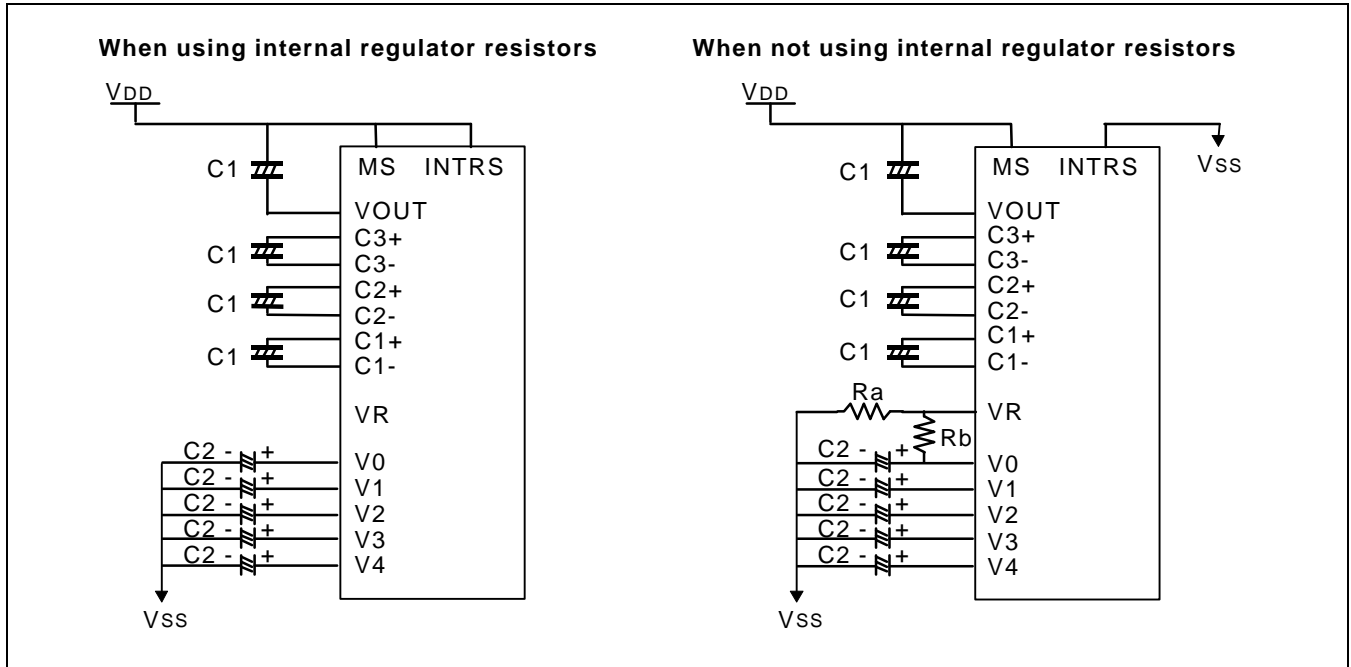 When using internal regulator resistors
VDD
C1
MS INTRS
VOUT
C3+
C1
C3-
C2+
C1
C2-
C1+
C1
C1-
VR
C2 - + V0
C2 - + V1
C2 - + V2
C2 - + V3
C2 - + V4
VSS
When not using internal regulator resistors
VDD
C1
MS INTRS
VSS
VOUT
C3+
C1
C3-
C2+
C1
C2-
C1+
C1
C1-
Ra
VR
Rb
C2 - + V0
C2 - + V1
C2 - + V2
C2 - + V3
C2 - + V4
VSS